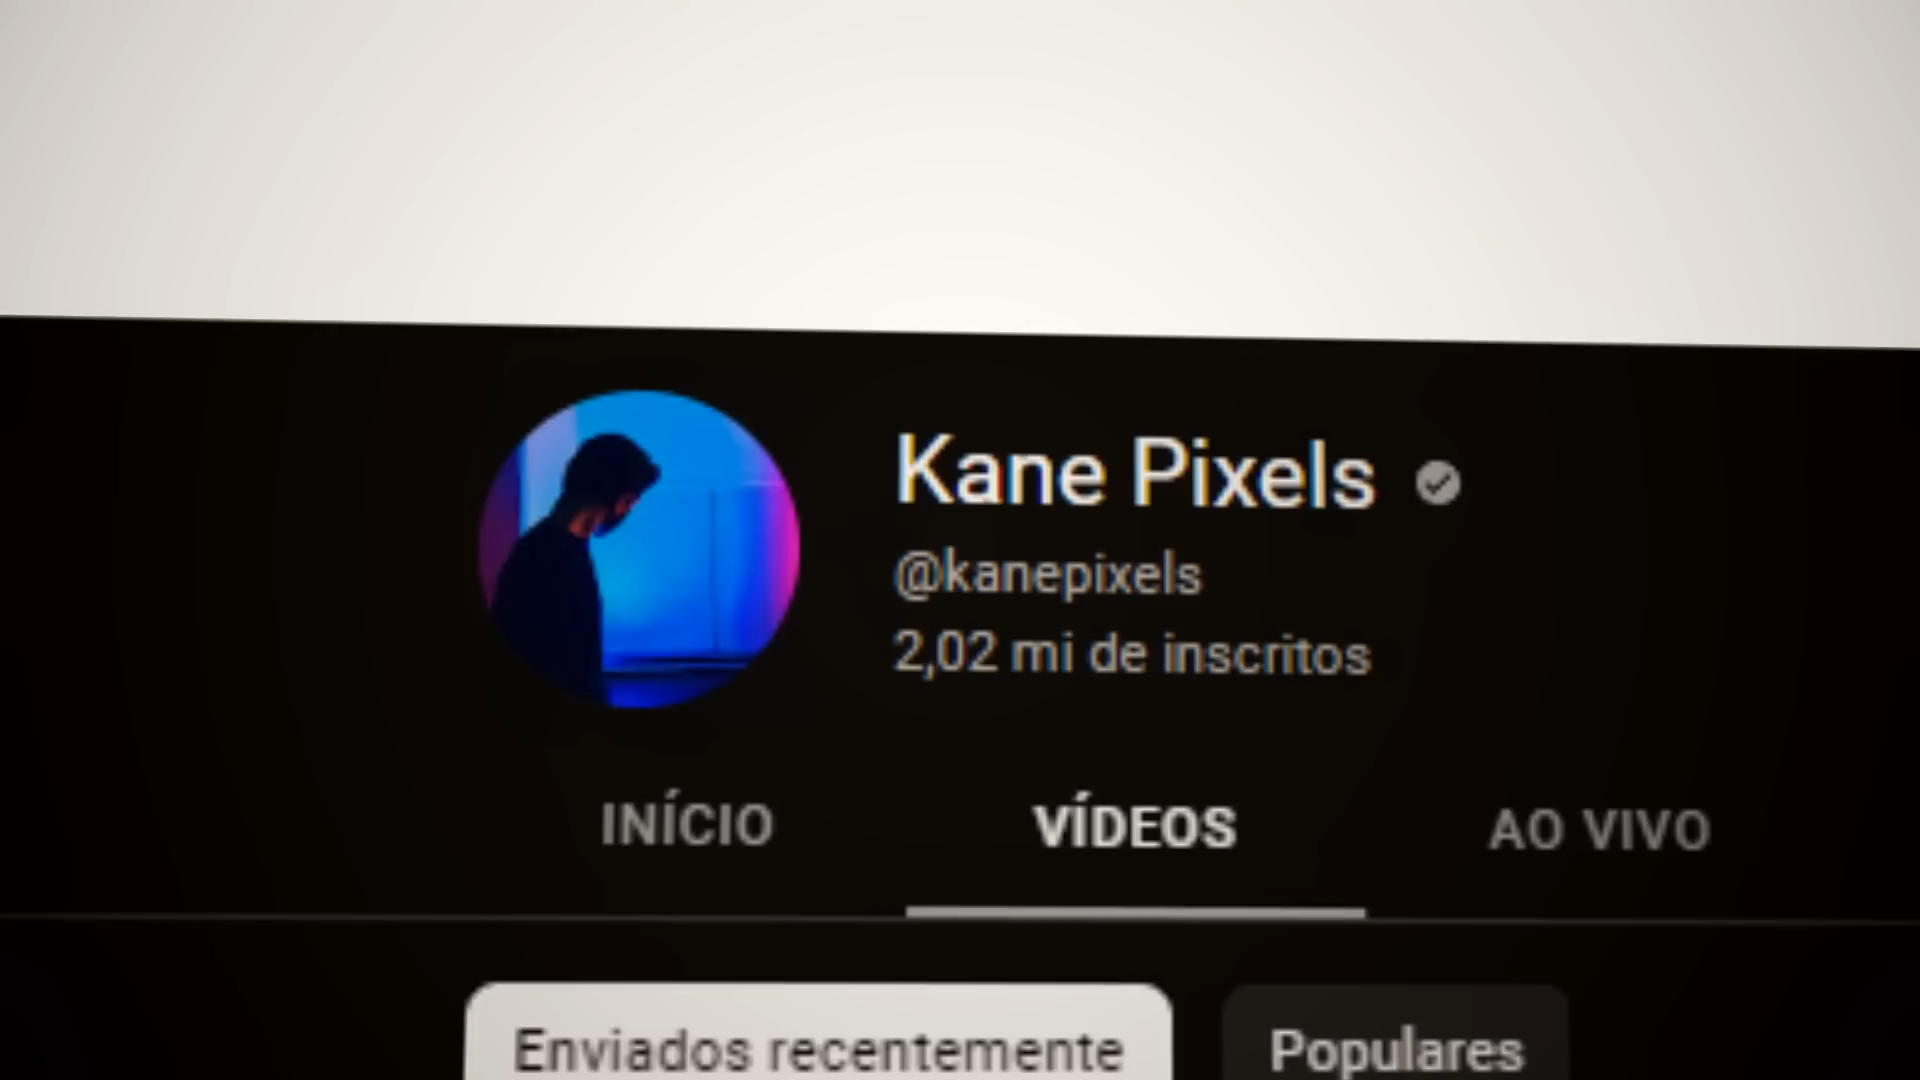 Kane Pixels
@kanepixels
2,02 mi de inscritos
INÍCIO VÍDEOS AO VIVO
Enviados recentemente Populares